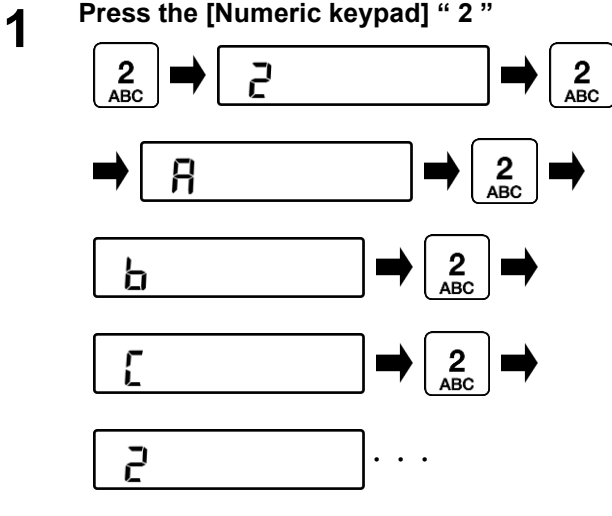 1 Press the [Numeric keypad] “ 2 ”
2 ABC 2 2 ABC
A 2 ABC
b 2 ABC
C 2 ABC
2 . . .